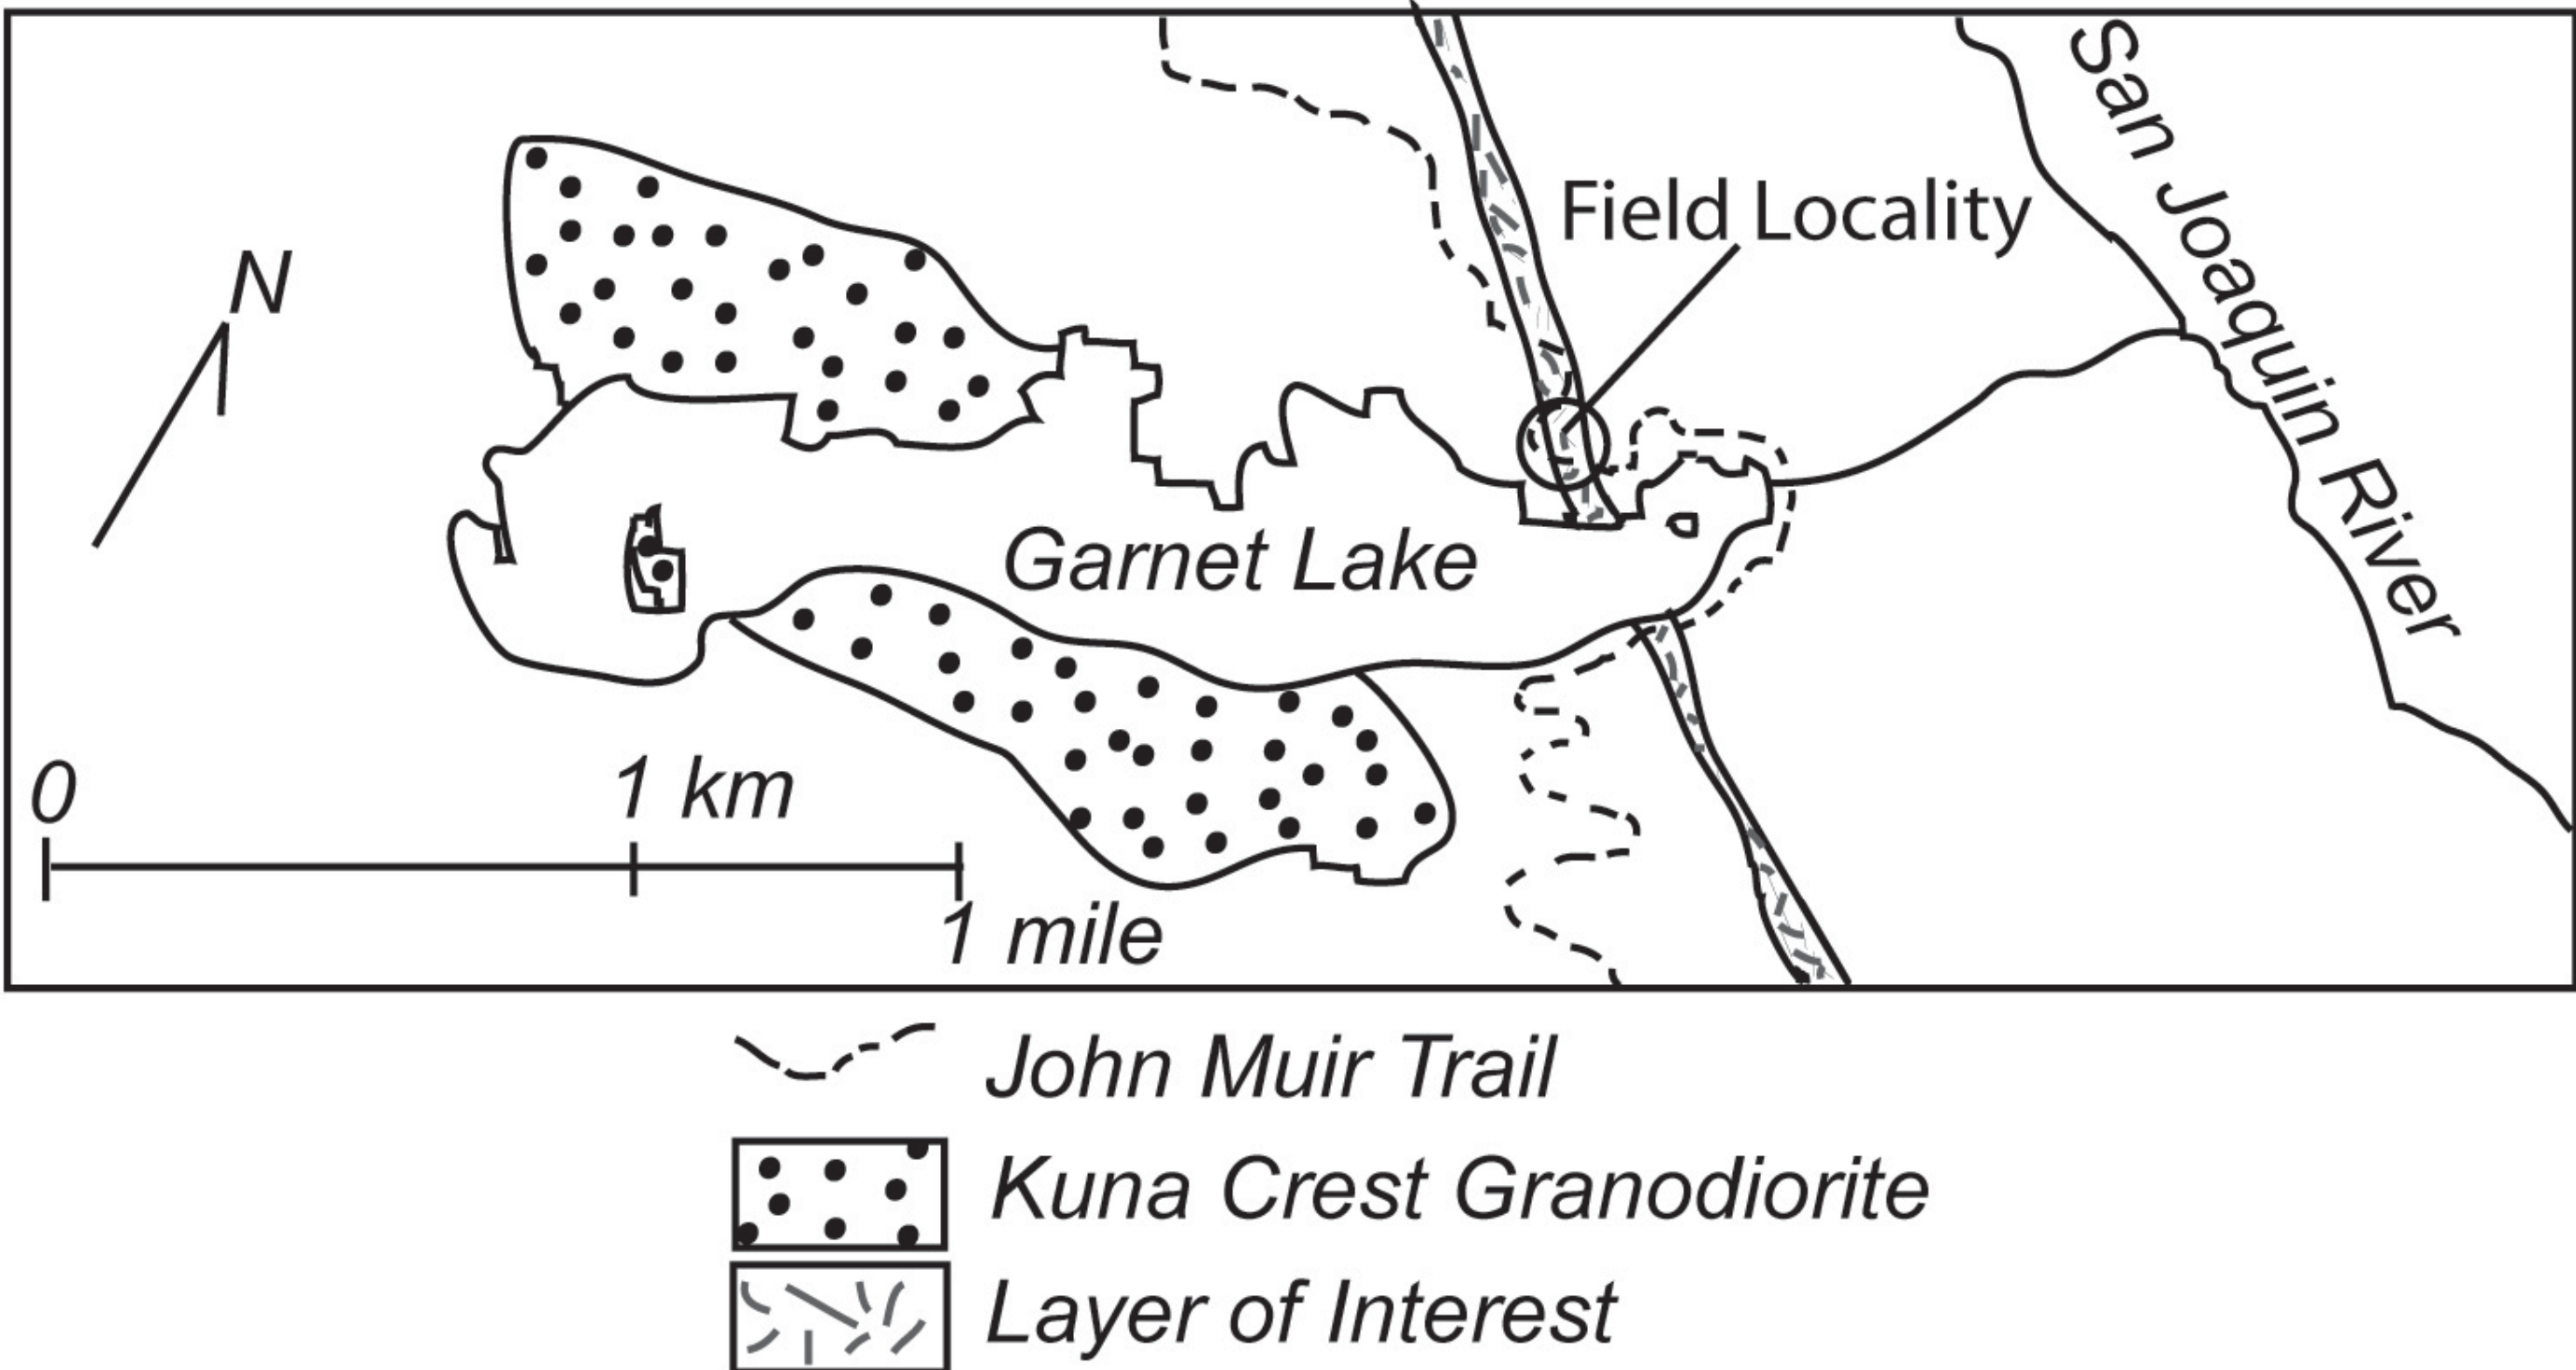 San Joaquin River
Field Locality
N
Garnet Lake
0
1 km
1 mile
John Muir Trail
Kuna Crest Granodiorite
Layer of Interest